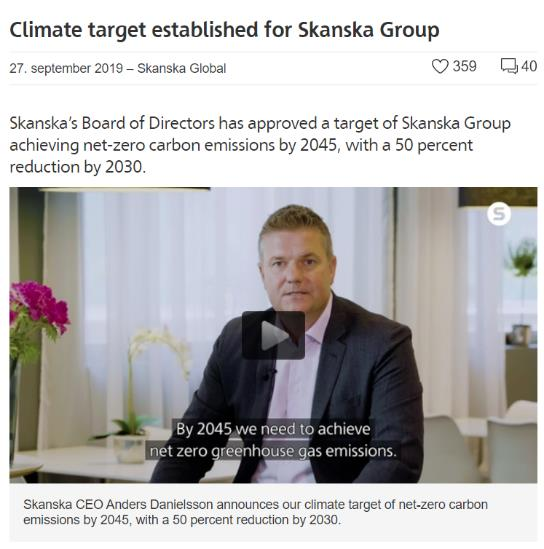 Climate target established for Skanska Group
27. september 2019 – Skanska Global
359
40
Skanska's Board of Directors has approved a target of Skanska Group
achieving net-zero carbon emissions by 2045, with a 50 percent
reduction by 2030.
S
By 2045 we need to achieve
net zero greenhouse gas emissions.
Skanska CEO Anders Danielsson announces our climate target of net-zero carbon
emissions by 2045, with a 50 percent reduction by 2030.